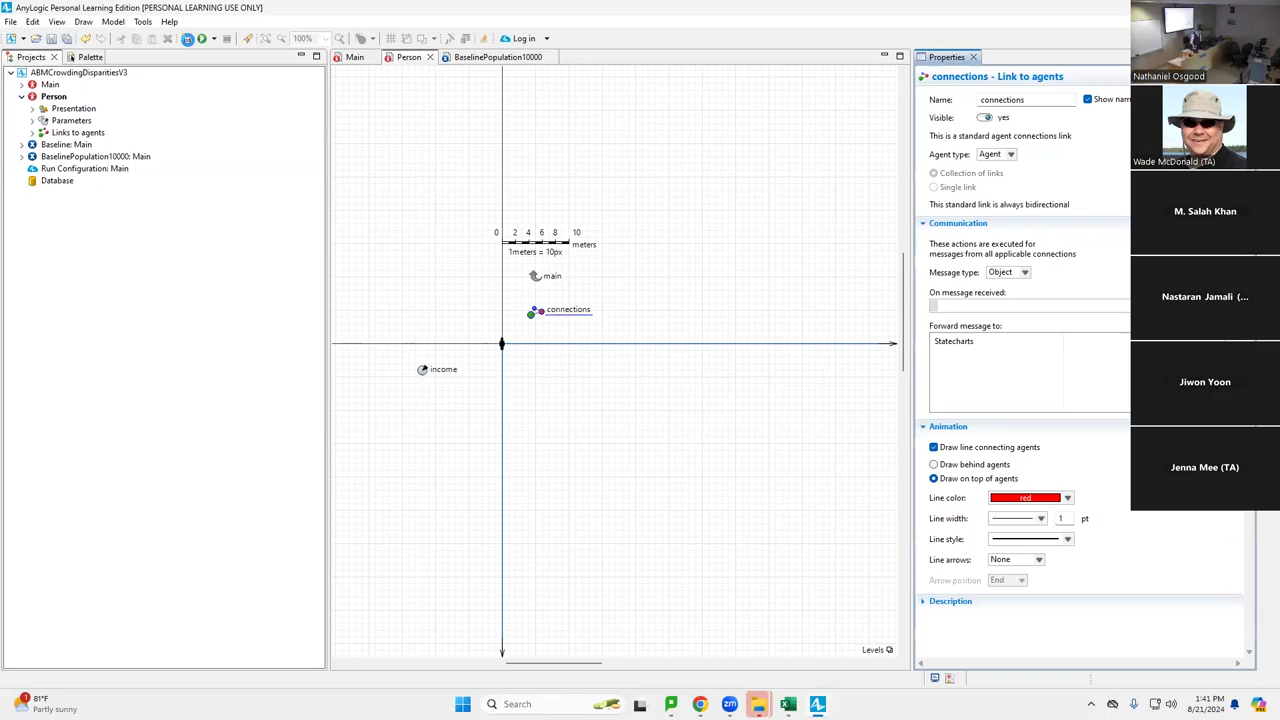 AnyLogic Personal Learning Edition [PERSONAL LEARNING USE ONLY]
File Edit View Draw Model Tools Help
100% Log in
Projects Palette
ABMCrowdingDisparitiesV3
Main
Person
Presentation
Parameters
Links to agents
Baseline: Main
BaselinePopulation10000: Main
Run Configuration: Main
Database
Main Person BaselinePopulation10000
0 2 4 6 8 10
meters
1meters = 10px
main
connections
income
Levels
Properties
connections - Link to agents
Name: connections Show nam
Visible: yes
This is a standard agent connections link
Agent type: Agent
Collection of links
Single link
This standard link is always bidirectional
Communication
These actions are executed for
messages from all applicable connections
Message type: Object
On message received:
Forward message to:
Statecharts
Animation
Draw line connecting agents
Draw behind agents
Draw on top of agents
Line color: red
Line width: 1 pt
Line style:
Line arrows: None
Arrow position End
Description
Nathaniel Osgood
Wade McDonald (TA)
M. Salah Khan
Nastaran Jamali (...
Jiwon Yoon
Jenna Mee (TA)
1
81°F
Partly sunny
Search
zm
1:41 PM
8/21/2024